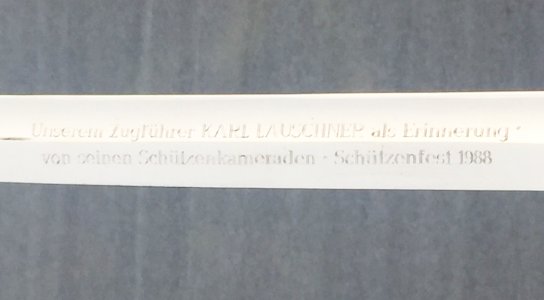 Unserem Zugführer KARL LAUSCHNER als Erinnerung
von seinen Schützenkameraden - Schützenfest 1988